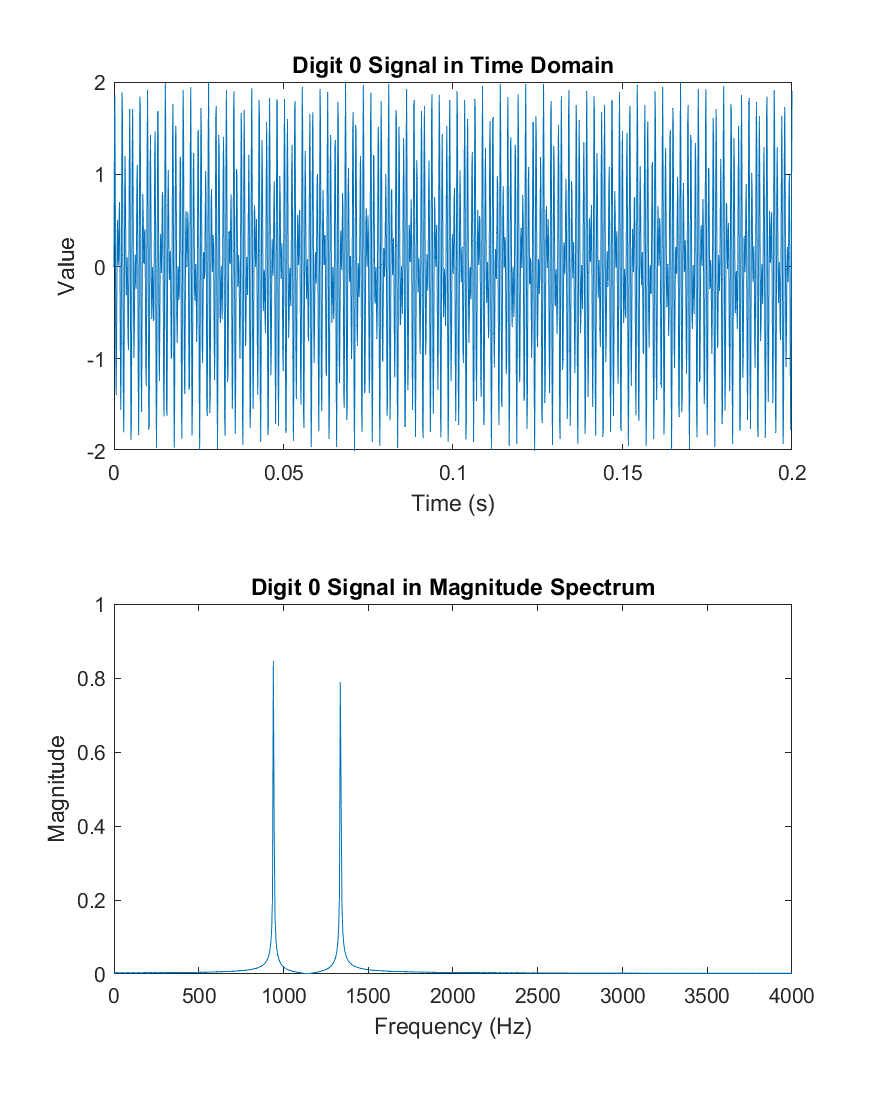 Digit 0 Signal in Time Domain
2
1
0
-1
-2
Value
0 0.05 0.1 0.15 0.2
Time (s)
Digit 0 Signal in Magnitude Spectrum
1
0.8
0.6
0.4
0.2
0
Magnitude
0 500 1000 1500 2000 2500 3000 3500 4000
Frequency (Hz)